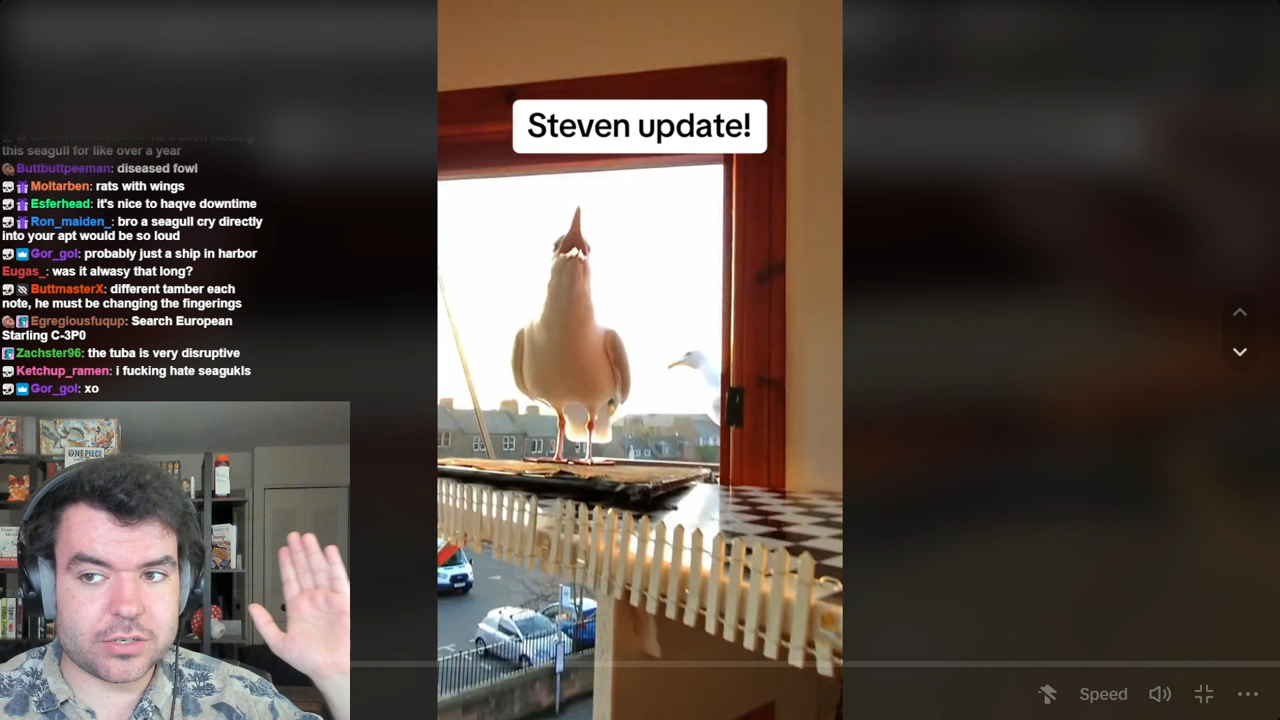 this seagull for like over a year
Buttbuttpeeman: diseased fowl
Moltarben: rats with wings
Esferhead: it's nice to haqve downtime
Ron_maiden_: bro a seagull cry directly
into your apt would be so loud
Gor_gol: probably just a ship in harbor
Eugas_: was it alwasy that long?
ButtmasterX: different tamber each
note, he must be changing the fingerings
Egregiousfuqup: Search European
Starling C-3P0
Zachster96: the tuba is very disruptive
Ketchup_ramen: i fucking hate seagukls
Gor_gol: xo
Steven update!
ONE PIECE
Speed